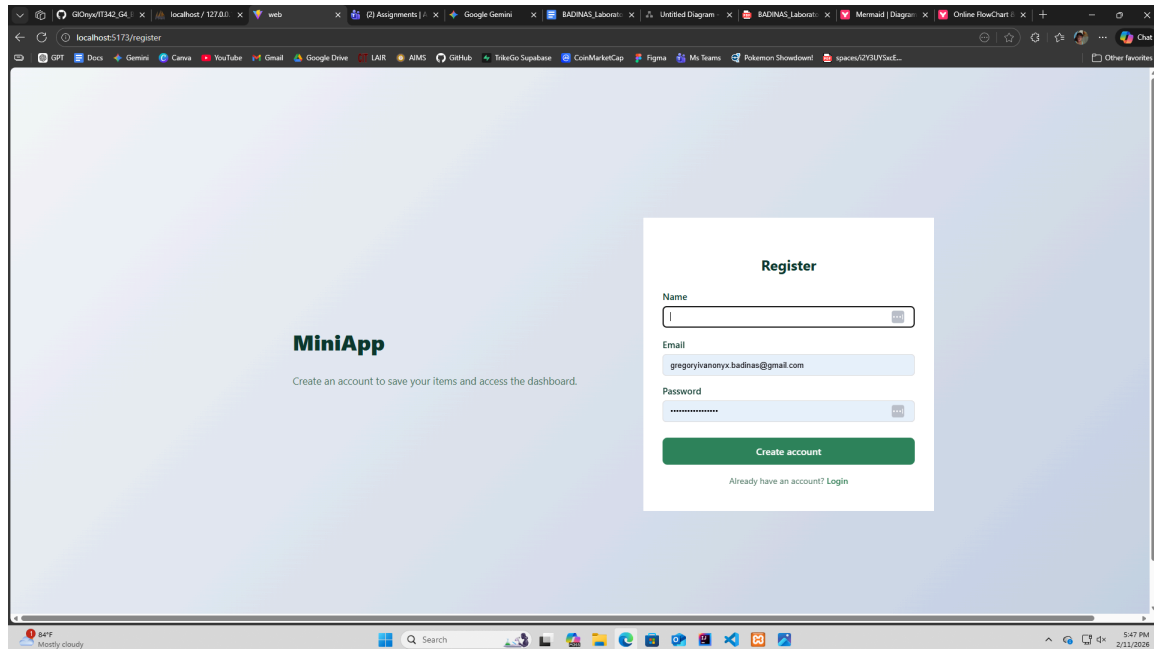 GIOnyx/IT342_G4_
localhost / 127.0.0.
web
(2) Assignments | A
Google Gemini
BADINAS_Laborato
Untitled Diagram -
BADINAS_Laborato
Mermaid | Diagram
Online FlowChart &
localhost:5173/register
Chat
GPT
Docs
Gemini
Canva
YouTube
Gmail
Google Drive
LAIR
AIMS
GitHub
TrikeGo Supabase
CoinMarketCap
Figma
Ms Teams
Pokemon Showdown!
Other favorites
MiniApp
Create an account to save your items and access the dashboard.
Register
Name
Email
gregoryivanonyx.badinas@gmail.com
Password
Create account
Already have an account? Login
1
84°F
Mostly cloudy
Search
5:47 PM
2/11/2026